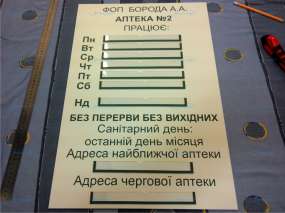 ФОП БОРОДА А.А.
АПТЕКА №2
ПРАЦЮЄ:
Пн
Вт
Ср
Чт
Пт
Сб
Нд
БЕЗ ПЕРЕРВИ БЕЗ ВИХІДНИХ
Санітарний день:
останній день місяця
Адреса найближчої аптеки
Адреса чергової аптеки